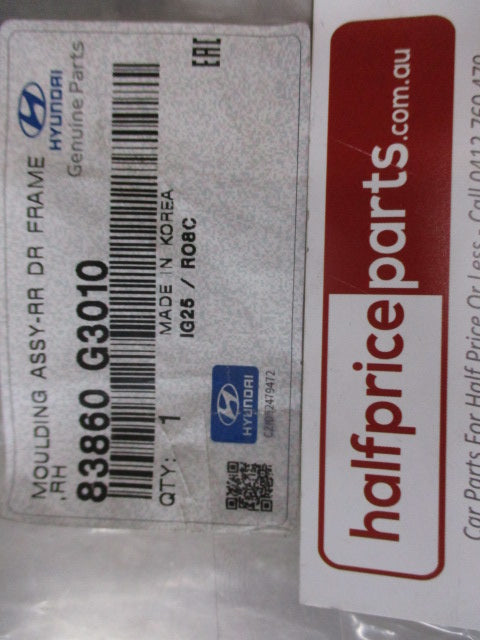 HYUNDAI
Genuine Parts
EAC
MOULDING ASSY-RR DR FRAME
,RH
83860 G3010
QTY: 1
MADE IN KOREA
IG25 / R08C
HYUNDAI
halfpriceparts.com.au
Car Parts For Half Price Or Less - Call 0412 760 470